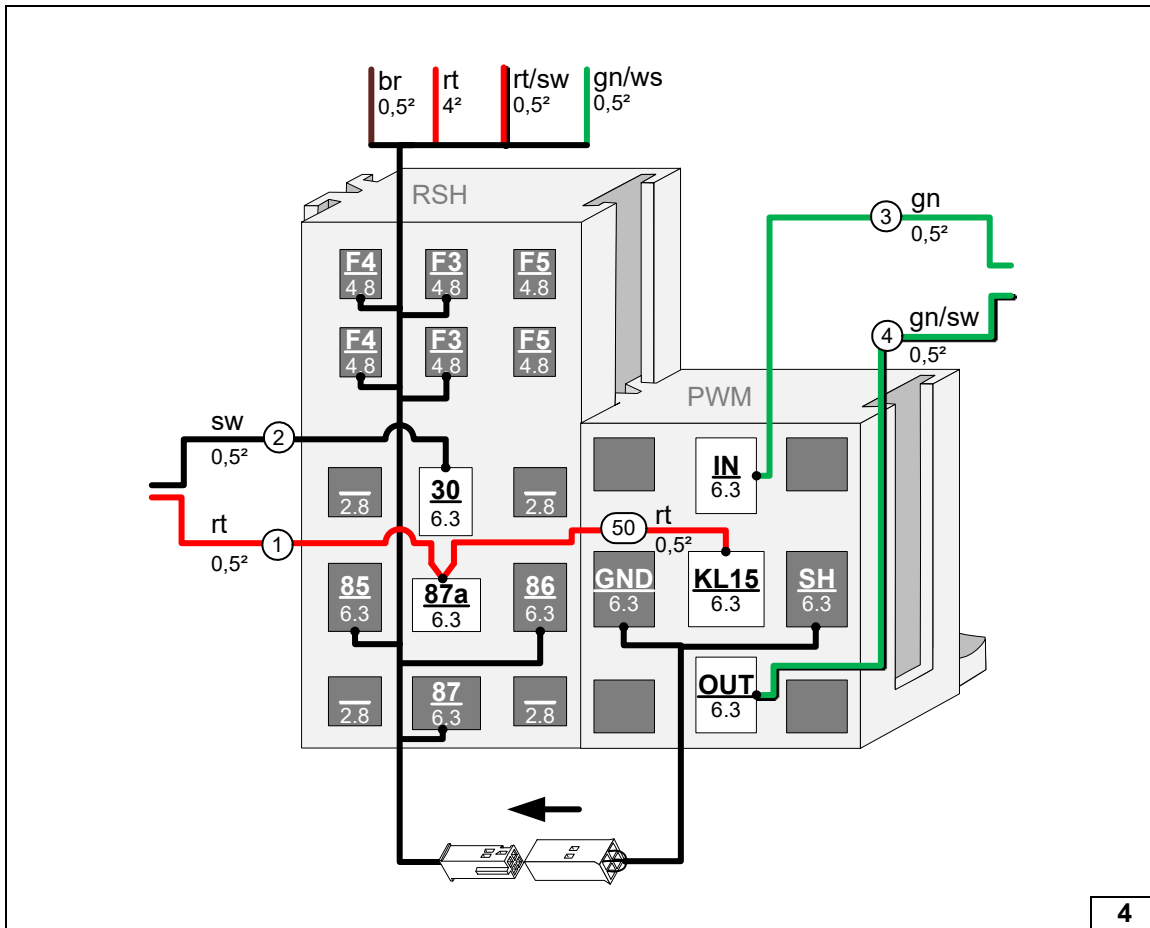 br
0,5²
rt
4²
rt/sw
0,5²
gn/ws
0,5²
RSH
3
gn
0,5²
F4
4.8
F3
4.8
F5
4.8
4
gn/sw
0,5²
F4
4.8
F3
4.8
F5
4.8
PWM
sw
2
0,5²
30
6.3
2.8
2.8
IN
6.3
rt
1
0,5²
50
rt
0,5²
85
6.3
87a
6.3
86
6.3
GND
6.3
KL15
6.3
SH
6.3
2.8
87
6.3
2.8
OUT
6.3
4